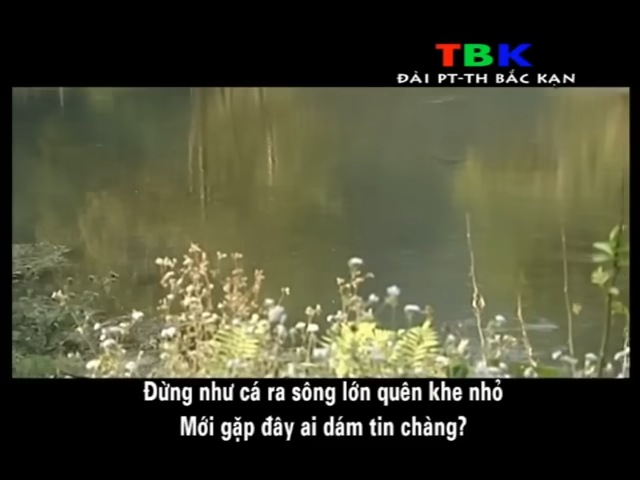 TBK
ĐÀI PT-TH BẮC KẠN
Đừng như cá ra sông lớn quên khe nhỏ
Mới gặp đây ai dám tin chàng?